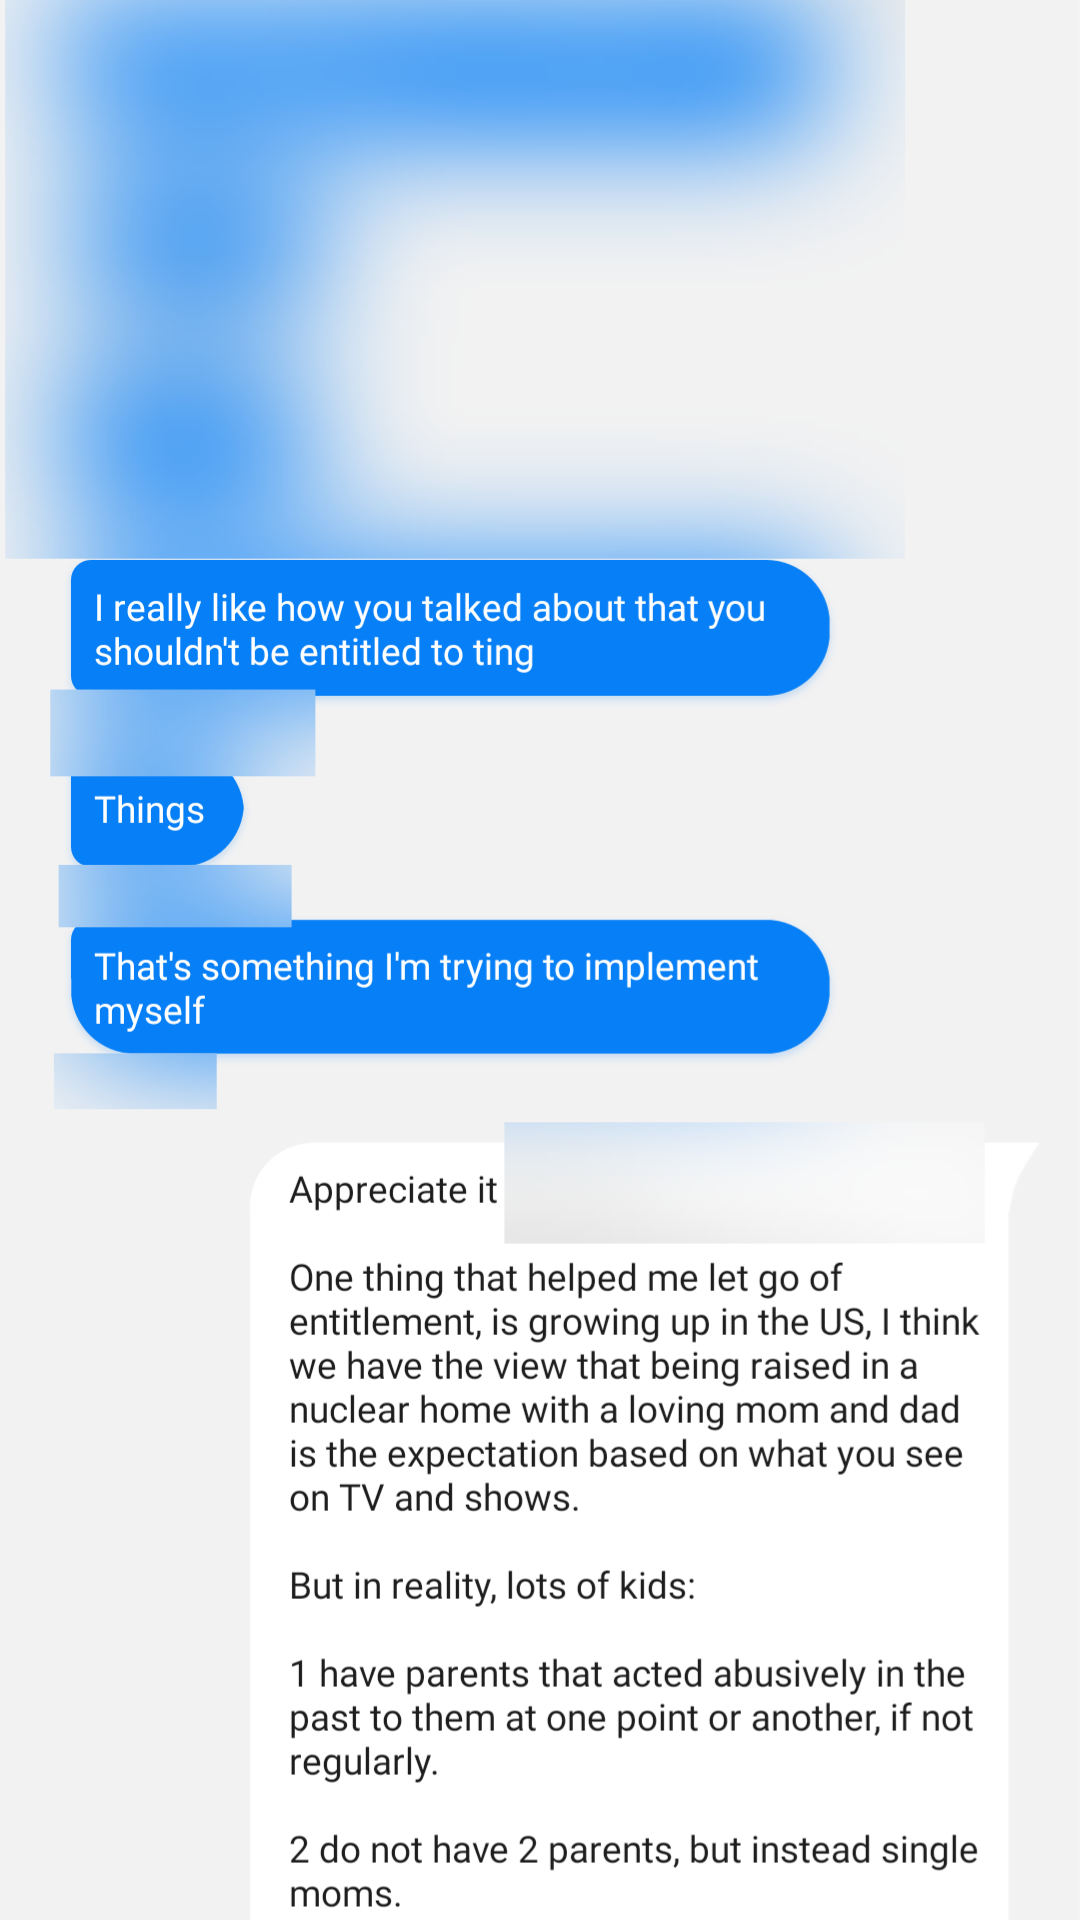 I really like how you talked about that you
shouldn't be entitled to ting
Things
That's something I'm trying to implement
myself
Appreciate it
One thing that helped me let go of
entitlement, is growing up in the US, I think
we have the view that being raised in a
nuclear home with a loving mom and dad
is the expectation based on what you see
on TV and shows.
But in reality, lots of kids:
1 have parents that acted abusively in the
past to them at one point or another, if not
regularly.
2 do not have 2 parents, but instead single
moms.